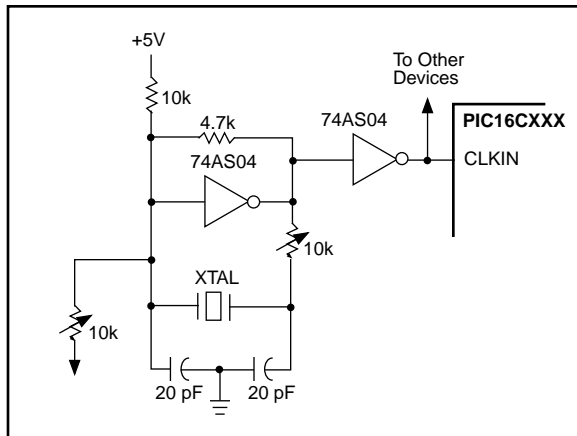 +5V
10k
4.7k
74AS04
74AS04
To Other
Devices
PIC16CXXX
CLKIN
10k
XTAL
10k
20 pF
20 pF